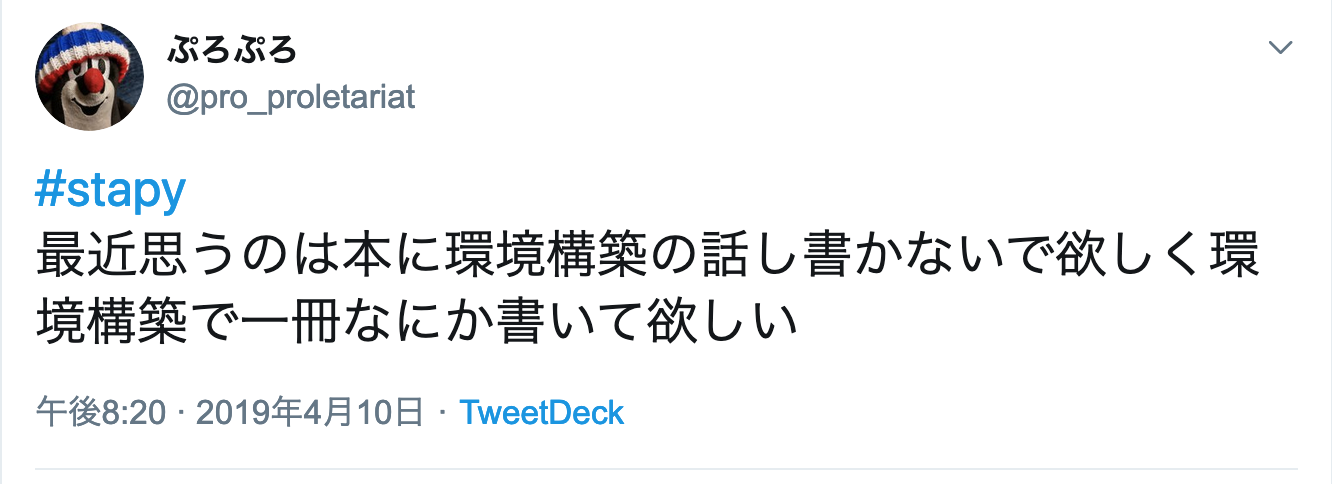 ぷろぷろ
@pro_proletariat
#stapy
最近思うのは本に環境構築の話し書かないで欲しく環
境構築で一冊なにか書いて欲しい
午後8:20 · 2019年4月10日 · TweetDeck